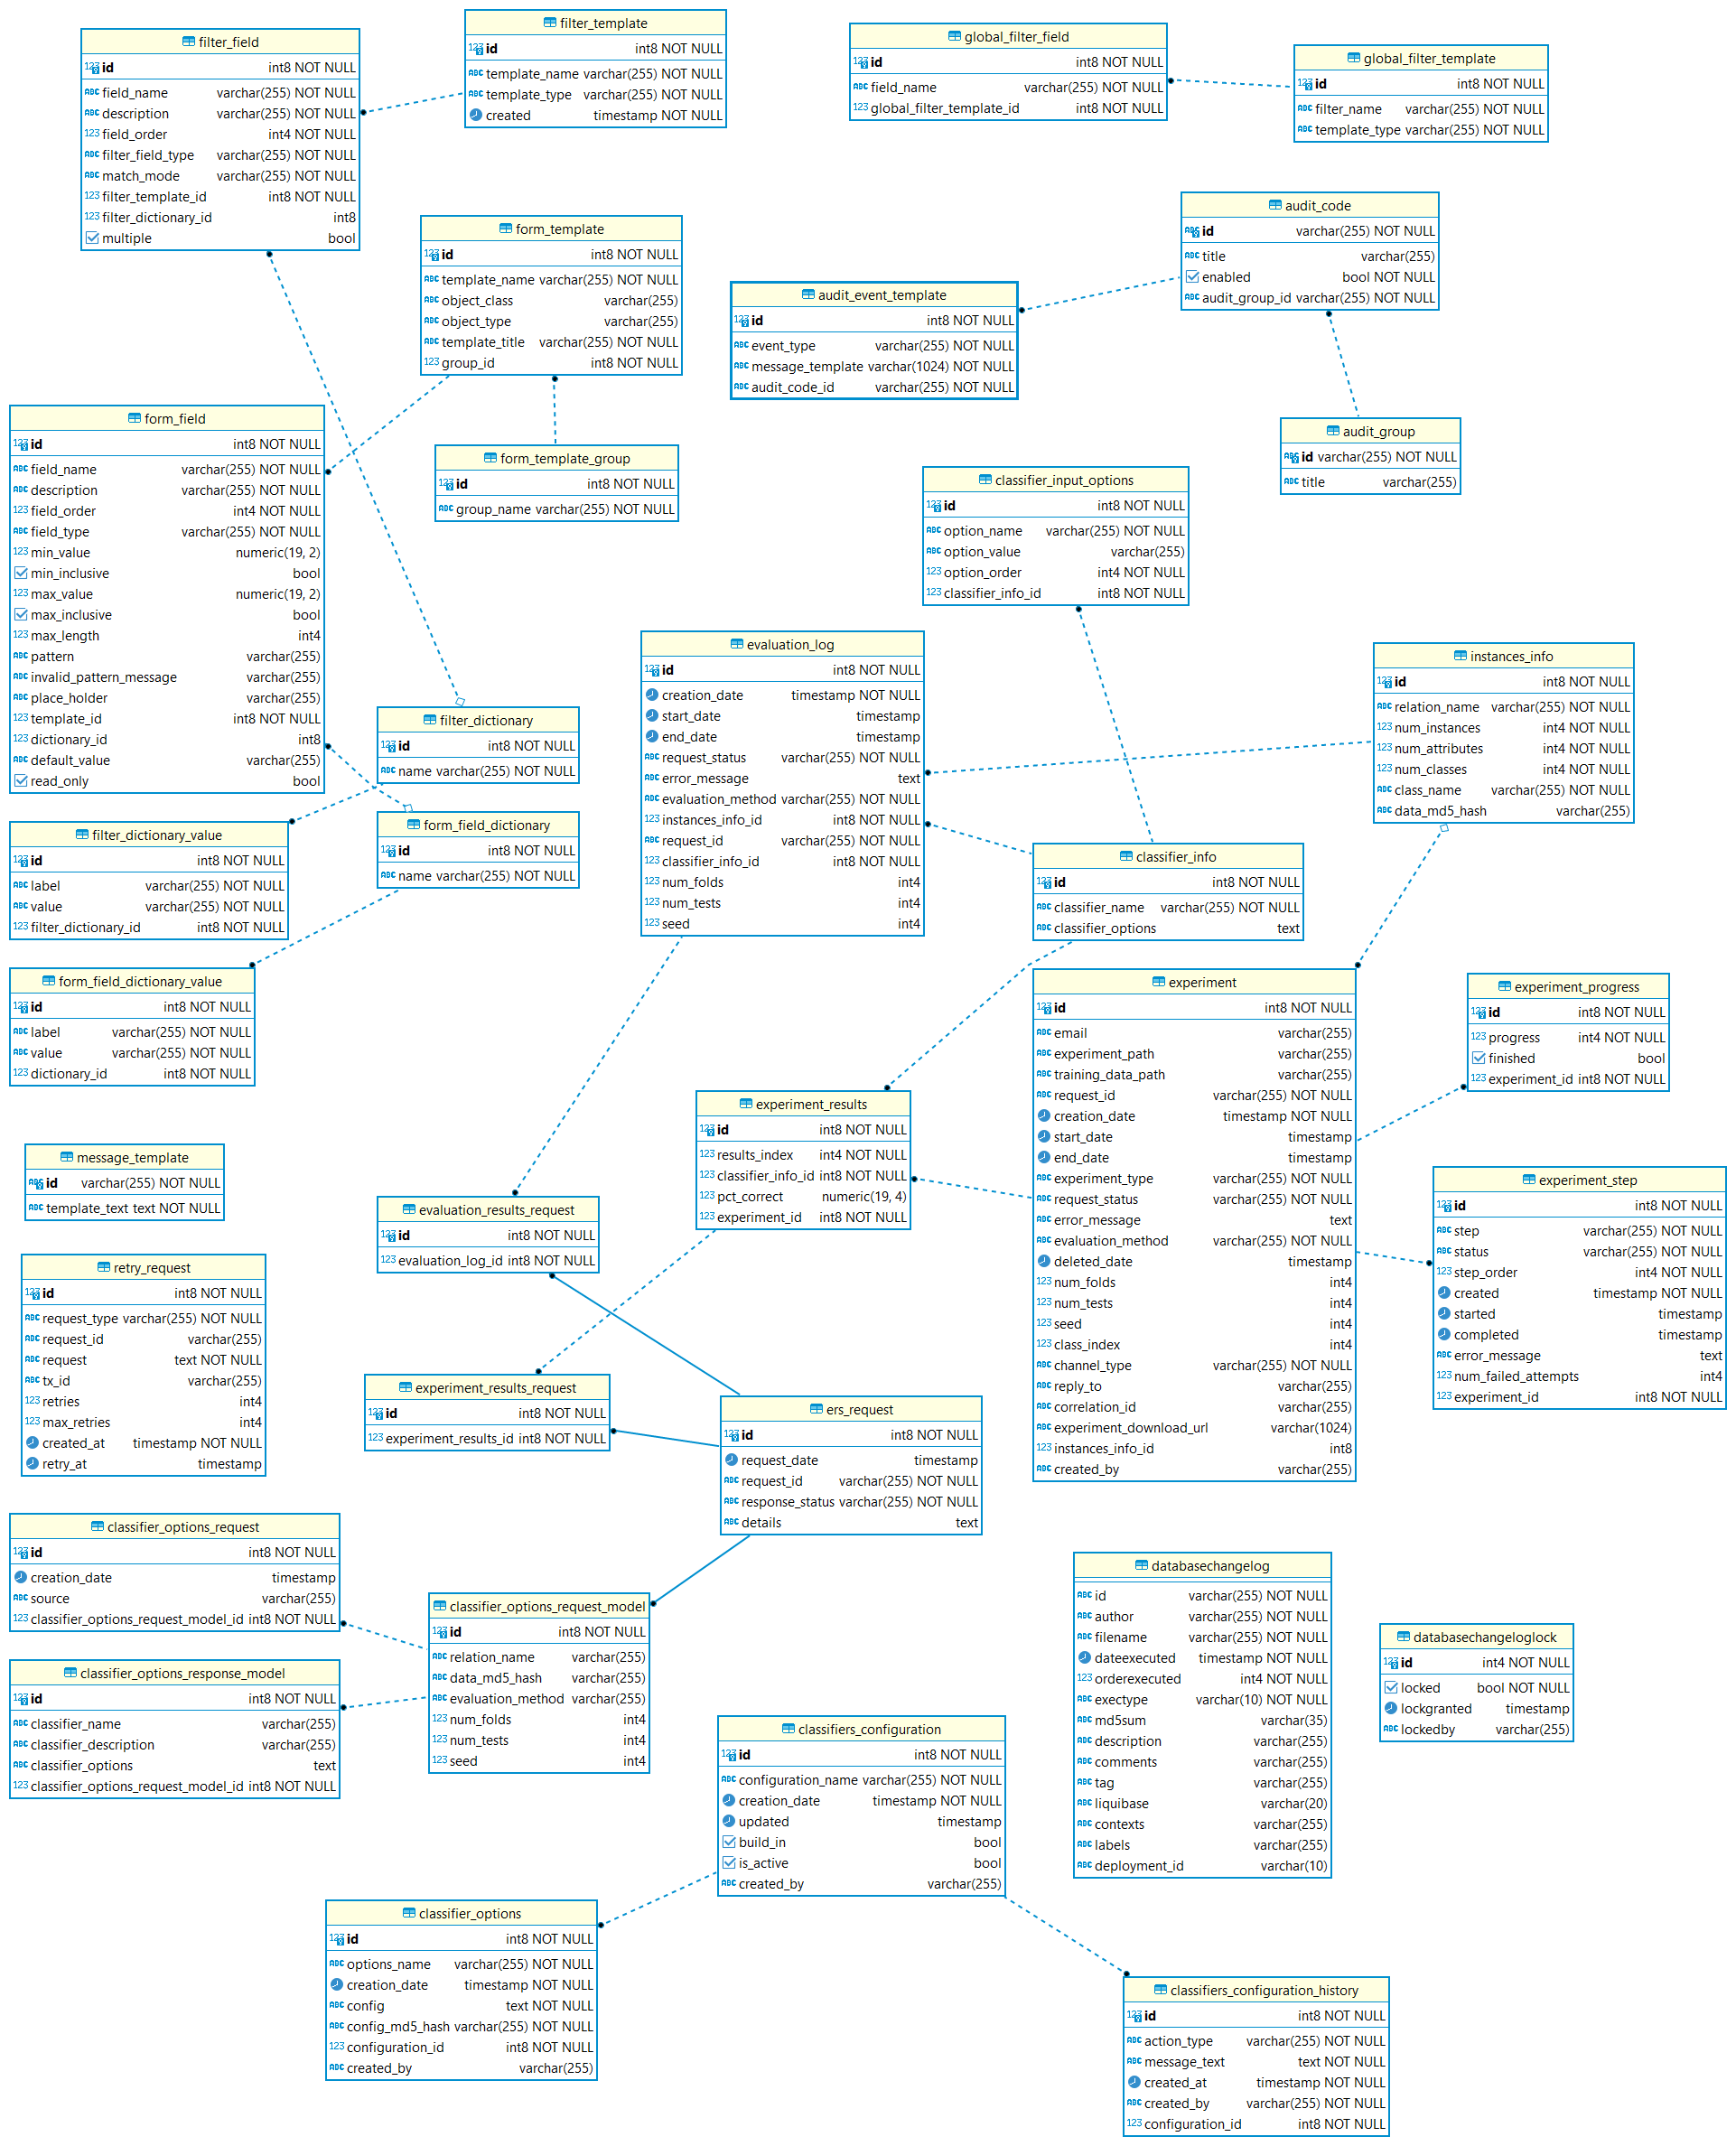 filter_field
id int8 NOT NULL
field_name varchar(255) NOT NULL
description varchar(255) NOT NULL
field_order int4 NOT NULL
filter_field_type varchar(255) NOT NULL
match_mode varchar(255) NOT NULL
filter_template_id int8 NOT NULL
filter_dictionary_id int8
multiple bool
filter_template
id int8 NOT NULL
template_name varchar(255) NOT NULL
template_type varchar(255) NOT NULL
created timestamp NOT NULL
global_filter_field
id int8 NOT NULL
field_name varchar(255) NOT NULL
global_filter_template_id int8 NOT NULL
global_filter_template
id int8 NOT NULL
filter_name varchar(255) NOT NULL
template_type varchar(255) NOT NULL
form_template
id int8 NOT NULL
template_name varchar(255) NOT NULL
object_class varchar(255)
object_type varchar(255)
template_title varchar(255) NOT NULL
group_id int8 NOT NULL
audit_code
id varchar(255) NOT NULL
title varchar(255)
enabled bool NOT NULL
audit_group_id varchar(255) NOT NULL
audit_event_template
id int8 NOT NULL
event_type varchar(255) NOT NULL
message_template varchar(1024) NOT NULL
audit_code_id varchar(255) NOT NULL
form_field
id int8 NOT NULL
field_name varchar(255) NOT NULL
description varchar(255) NOT NULL
field_order int4 NOT NULL
field_type varchar(255) NOT NULL
min_value numeric(19, 2)
min_inclusive bool
max_value numeric(19, 2)
max_inclusive bool
max_length int4
pattern varchar(255)
invalid_pattern_message varchar(255)
place_holder varchar(255)
template_id int8 NOT NULL
dictionary_id int8
default_value varchar(255)
read_only bool
form_template_group
id int8 NOT NULL
group_name varchar(255) NOT NULL
audit_group
id varchar(255) NOT NULL
title varchar(255)
classifier_input_options
id int8 NOT NULL
option_name varchar(255) NOT NULL
option_value varchar(255)
option_order int4 NOT NULL
classifier_info_id int8 NOT NULL
evaluation_log
id int8 NOT NULL
creation_date timestamp NOT NULL
start_date timestamp
end_date timestamp
request_status varchar(255) NOT NULL
error_message text
evaluation_method varchar(255) NOT NULL
instances_info_id int8 NOT NULL
request_id varchar(255) NOT NULL
classifier_info_id int8 NOT NULL
num_folds int4
num_tests int4
seed int4
instances_info
id int8 NOT NULL
relation_name varchar(255) NOT NULL
num_instances int4 NOT NULL
num_attributes int4 NOT NULL
num_classes int4 NOT NULL
class_name varchar(255) NOT NULL
data_md5_hash varchar(255)
filter_dictionary
id int8 NOT NULL
name varchar(255) NOT NULL
filter_dictionary_value
id int8 NOT NULL
label varchar(255) NOT NULL
value varchar(255) NOT NULL
filter_dictionary_id int8 NOT NULL
form_field_dictionary
id int8 NOT NULL
name varchar(255) NOT NULL
classifier_info
id int8 NOT NULL
classifier_name varchar(255) NOT NULL
classifier_options text
form_field_dictionary_value
id int8 NOT NULL
label varchar(255) NOT NULL
value varchar(255) NOT NULL
dictionary_id int8 NOT NULL
experiment
id int8 NOT NULL
email varchar(255)
experiment_path varchar(255)
training_data_path varchar(255)
request_id varchar(255) NOT NULL
creation_date timestamp NOT NULL
start_date timestamp
end_date timestamp
experiment_type varchar(255) NOT NULL
request_status varchar(255) NOT NULL
error_message text
evaluation_method varchar(255) NOT NULL
deleted_date timestamp
num_folds int4
num_tests int4
seed int4
class_index int4
channel_type varchar(255) NOT NULL
reply_to varchar(255)
correlation_id varchar(255)
experiment_download_url varchar(1024)
instances_info_id int8
created_by varchar(255)
experiment_progress
id int8 NOT NULL
progress int4 NOT NULL
finished bool
experiment_id int8 NOT NULL
experiment_results
id int8 NOT NULL
results_index int4 NOT NULL
classifier_info_id int8 NOT NULL
pct_correct numeric(19, 4)
experiment_id int8 NOT NULL
message_template
id varchar(255) NOT NULL
template_text text NOT NULL
experiment_step
id int8 NOT NULL
step varchar(255) NOT NULL
status varchar(255) NOT NULL
step_order int4 NOT NULL
created timestamp NOT NULL
started timestamp
completed timestamp
error_message text
num_failed_attempts int4
experiment_id int8 NOT NULL
evaluation_results_request
id int8 NOT NULL
evaluation_log_id int8 NOT NULL
retry_request
id int8 NOT NULL
request_type varchar(255) NOT NULL
request_id varchar(255)
request text NOT NULL
tx_id varchar(255)
retries int4
max_retries int4
created_at timestamp NOT NULL
retry_at timestamp
experiment_results_request
id int8 NOT NULL
experiment_results_id int8 NOT NULL
ers_request
id int8 NOT NULL
request_date timestamp
request_id varchar(255) NOT NULL
response_status varchar(255) NOT NULL
details text
classifier_options_request
id int8 NOT NULL
creation_date timestamp
source varchar(255)
classifier_options_request_model_id int8 NOT NULL
classifier_options_request_model
id int8 NOT NULL
relation_name varchar(255)
data_md5_hash varchar(255)
evaluation_method varchar(255)
num_folds int4
num_tests int4
seed int4
classifier_options_response_model
id int8 NOT NULL
classifier_name varchar(255)
classifier_description varchar(255)
classifier_options text
classifier_options_request_model_id int8 NOT NULL
databasechangelog
id varchar(255) NOT NULL
author varchar(255) NOT NULL
filename varchar(255) NOT NULL
dateexecuted timestamp NOT NULL
orderexecuted int4 NOT NULL
exectype varchar(10) NOT NULL
md5sum varchar(35)
description varchar(255)
comments varchar(255)
tag varchar(255)
liquibase varchar(20)
contexts varchar(255)
labels varchar(255)
deployment_id varchar(10)
databasechangeloglock
id int4 NOT NULL
locked bool NOT NULL
lockgranted timestamp
lockedby varchar(255)
classifiers_configuration
id int8 NOT NULL
configuration_name varchar(255) NOT NULL
creation_date timestamp NOT NULL
updated timestamp
build_in bool
is_active bool
created_by varchar(255)
classifier_options
id int8 NOT NULL
options_name varchar(255) NOT NULL
creation_date timestamp NOT NULL
config text NOT NULL
config_md5_hash varchar(255) NOT NULL
configuration_id int8 NOT NULL
created_by varchar(255)
classifiers_configuration_history
id int8 NOT NULL
action_type varchar(255) NOT NULL
message_text text NOT NULL
created_at timestamp NOT NULL
created_by varchar(255) NOT NULL
configuration_id int8 NOT NULL